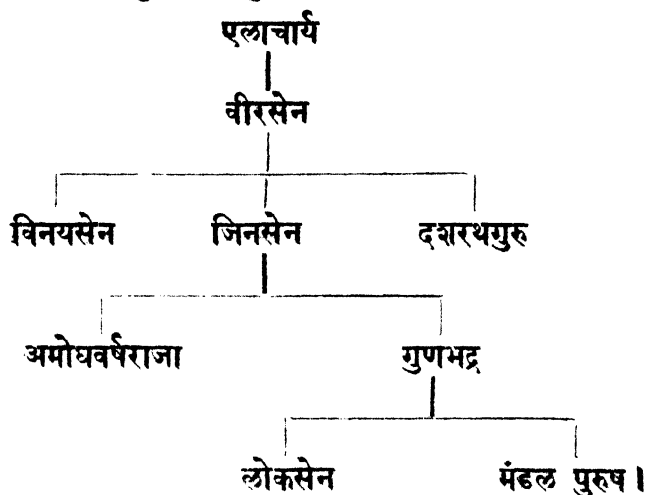 एलाचार्य
वीरसेन
विनयसेन जिनसेन दशरथगुरु
अमोघवर्षराजा गुणभद्र
लोकसेन मंडल पुरुष।